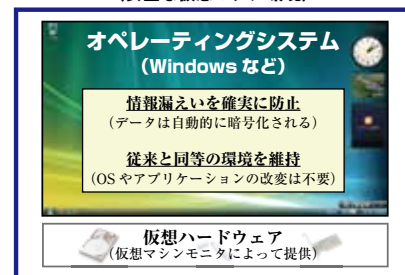 オペレーティングシステム
（Windows など）
情報漏えいを確実に防止
（データは自動的に暗号化される）
従来と同等の環境を維持
（OS やアプリケーションの改変は不要）
仮想ハードウェア
（仮想マシンモニタによって提供）